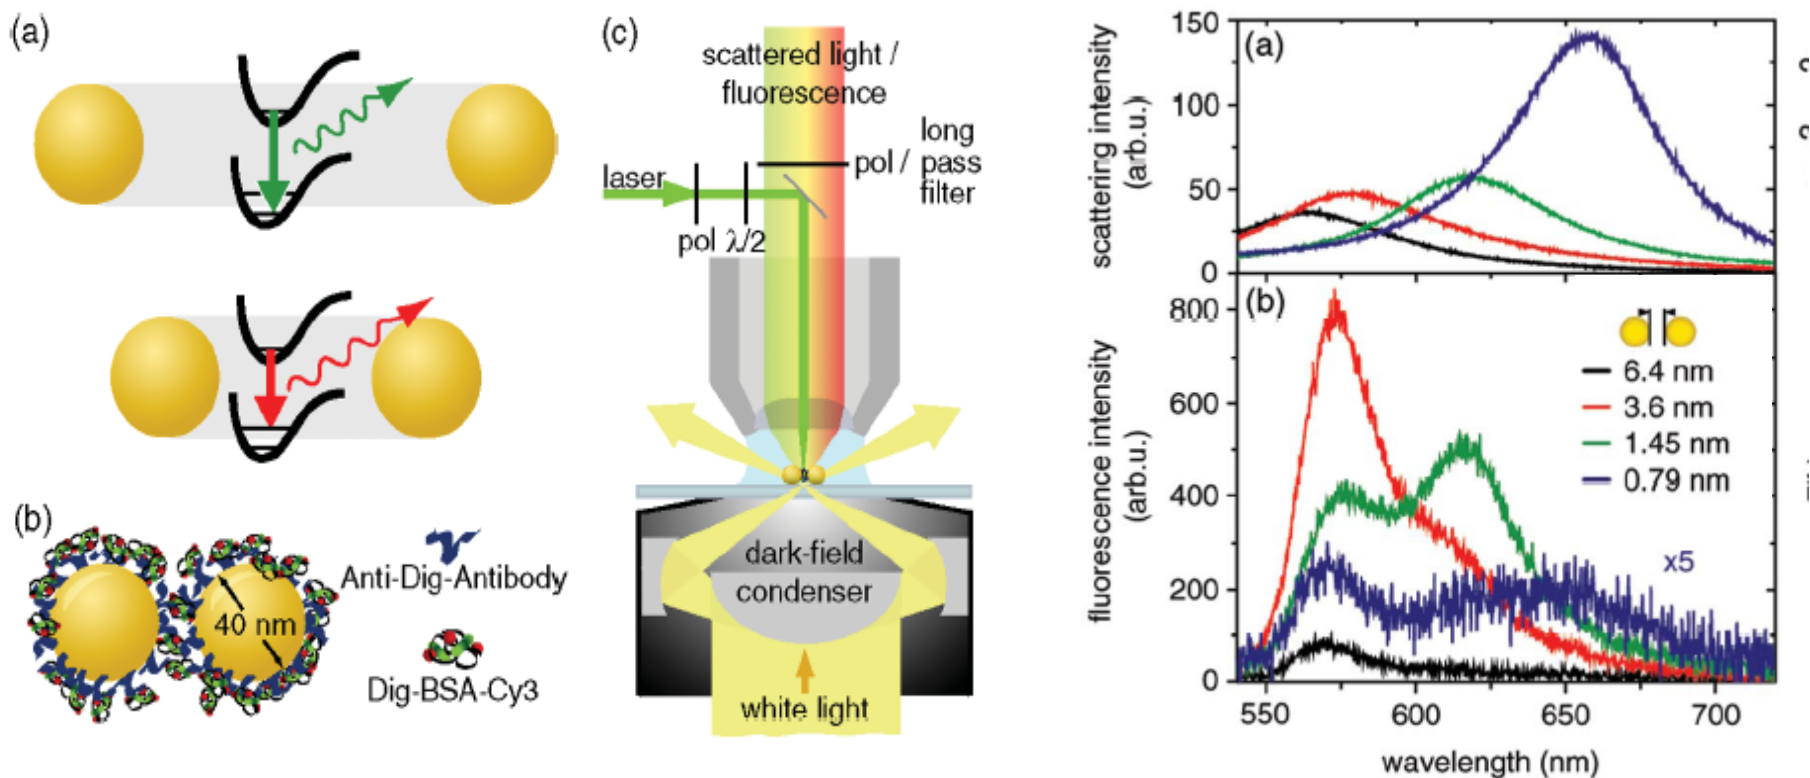 (a)
(b)
Anti-Dig-Antibody
40 nm
Dig-BSA-Cy3
(c)
scattered light /
fluorescence
laser
pol λ/2
pol /
long
pass
filter
dark-field
condenser
white light
(a)
scattering intensity
(arb.u.)
150
100
50
0
(b)
fluorescence intensity
(arb.u.)
800
600
400
200
0
6.4 nm
3.6 nm
1.45 nm
0.79 nm
x5
550 600 650 700
wavelength (nm)